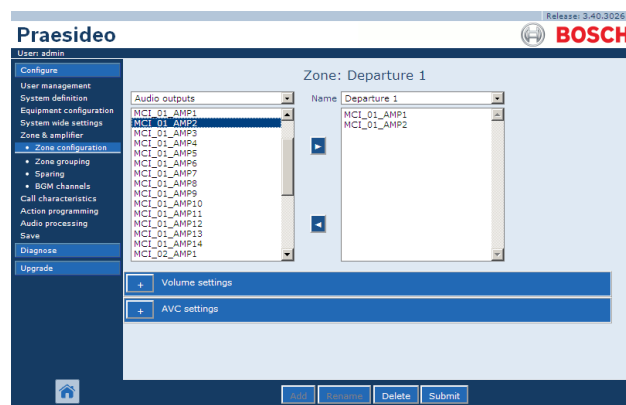 Release: 3.40.3026
Praesideo
BOSCH
User: admin
Configure
User management
System definition
Equipment configuration
System wide settings
Zone & amplifier
• Zone configuration
• Zone grouping
• Sparing
• BGM channels
Call characteristics
Action programming
Audio processing
Save
Diagnose
Upgrade
Zone: Departure 1
Audio outputs
MCI_01_AMP1
MCI_01_AMP2
MCI_01_AMP3
MCI_01_AMP4
MCI_01_AMP5
MCI_01_AMP6
MCI_01_AMP7
MCI_01_AMP8
MCI_01_AMP9
MCI_01_AMP10
MCI_01_AMP11
MCI_01_AMP12
MCI_01_AMP13
MCI_01_AMP14
MCI_02_AMP1
Name Departure 1
MCI_01_AMP1
MCI_01_AMP2
+ Volume settings
+ AVC settings
Add Rename Delete Submit